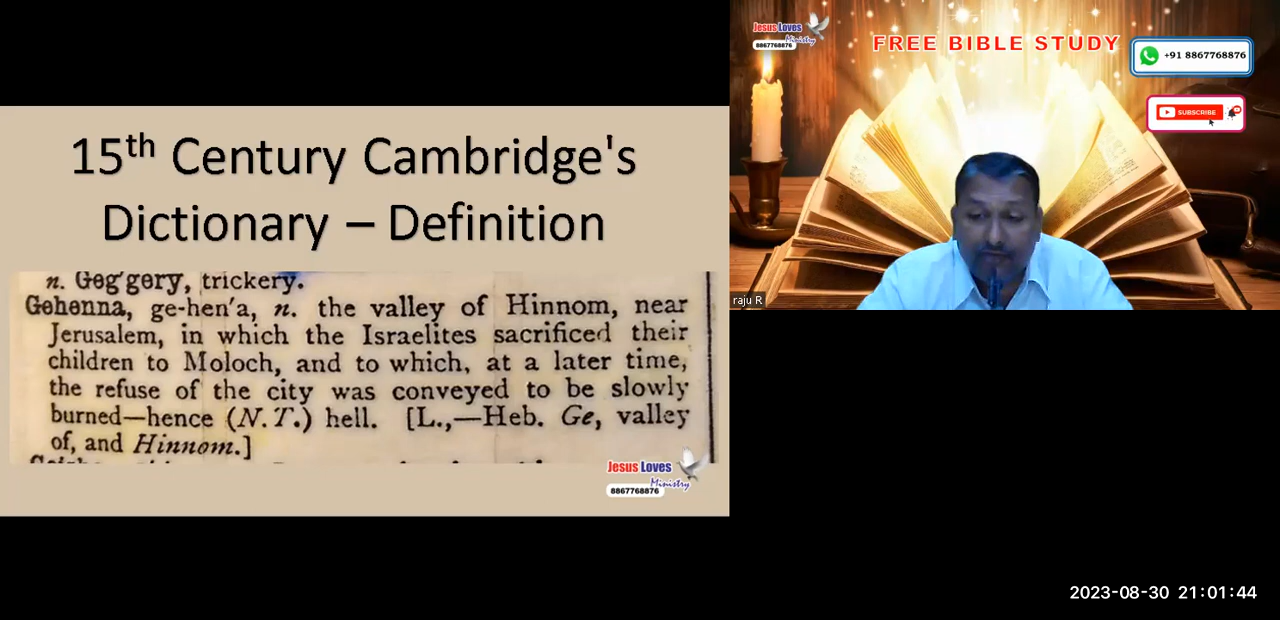 15th Century Cambridge's
Dictionary – Definition
n. Gog'gery, trickery.
Gehenna, ge-hen'a, n. the valley of Hinnom, near
Jerusalem, in which the Israelites sacrificed their
children to Moloch, and to which, at a later time,
the refuse of the city was conveyed to be slowly
burned—hence (N.T.) hell. [L.,—Heb. Ge, valley
of, and Hinnom.]
Jesus Loves
Ministry
8867768876
Jesus Loves
Ministry
8867768876
FREE BIBLE STUDY
+91 8867768876
SUBSCRIBE
raju R
2023-08-30 21:01:44